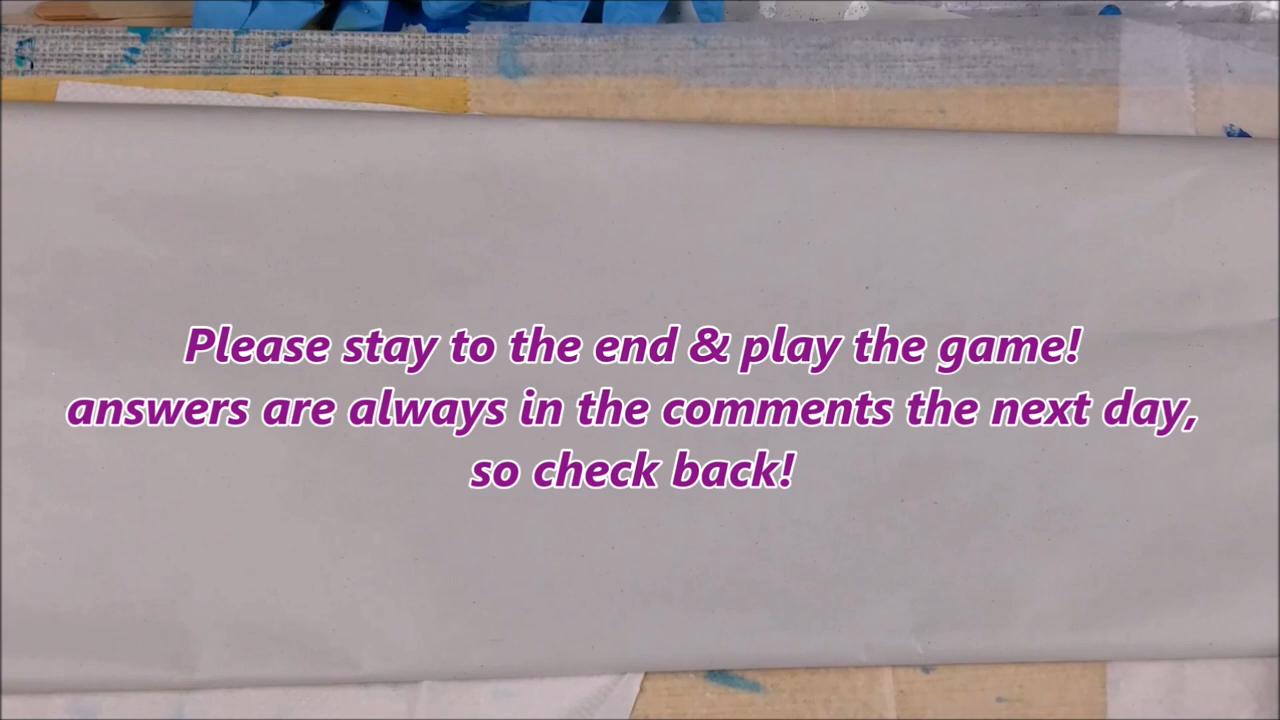 Please stay to the end & play the game!
answers are always in the comments the next day,
so check back!